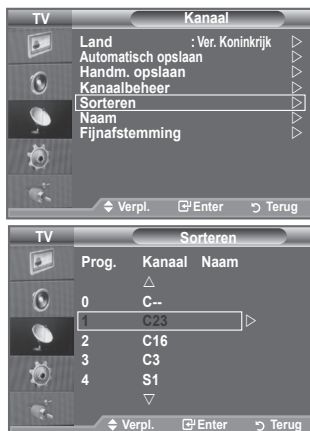 TV Kanaal
Land : Ver. Koninkrijk
Automatisch opslaan
Handm. opslaan
Kanaalbeheer
Sorteren
Naam
Fijnafstemming
Verpl. Enter Terug
TV Sorteren
Prog. Kanaal Naam
0 C--
1 C23
2 C16
3 C3
4 S1
Verpl. Enter Terug